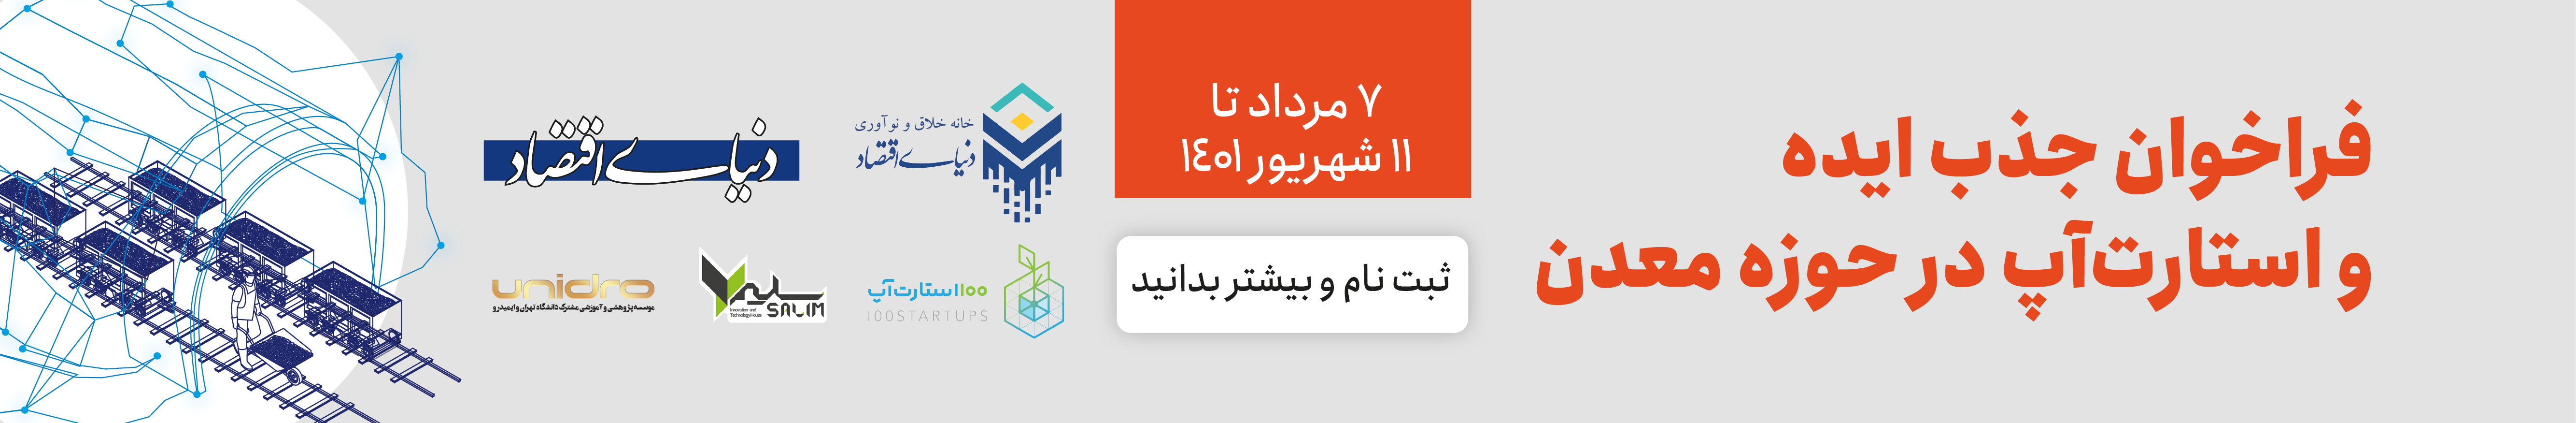 فراخوان جذب ایده
و استارت‌آپ در حوزه معدن
۷ مرداد تا
۱۱ شهریور ۱۴۰۱
ثبت نام و بیشتر بدانید
خانه خلاق و نوآوری
دنیای اقتصاد
۱۰۰استارت‌آپ
100STARTUPS
دنیای اقتصاد
سلیم
SALIM
Innovation and
Technology House
unidro
موسسه پژوهشی و آموزشی مشترک دانشگاه تهران و ایمیدرو